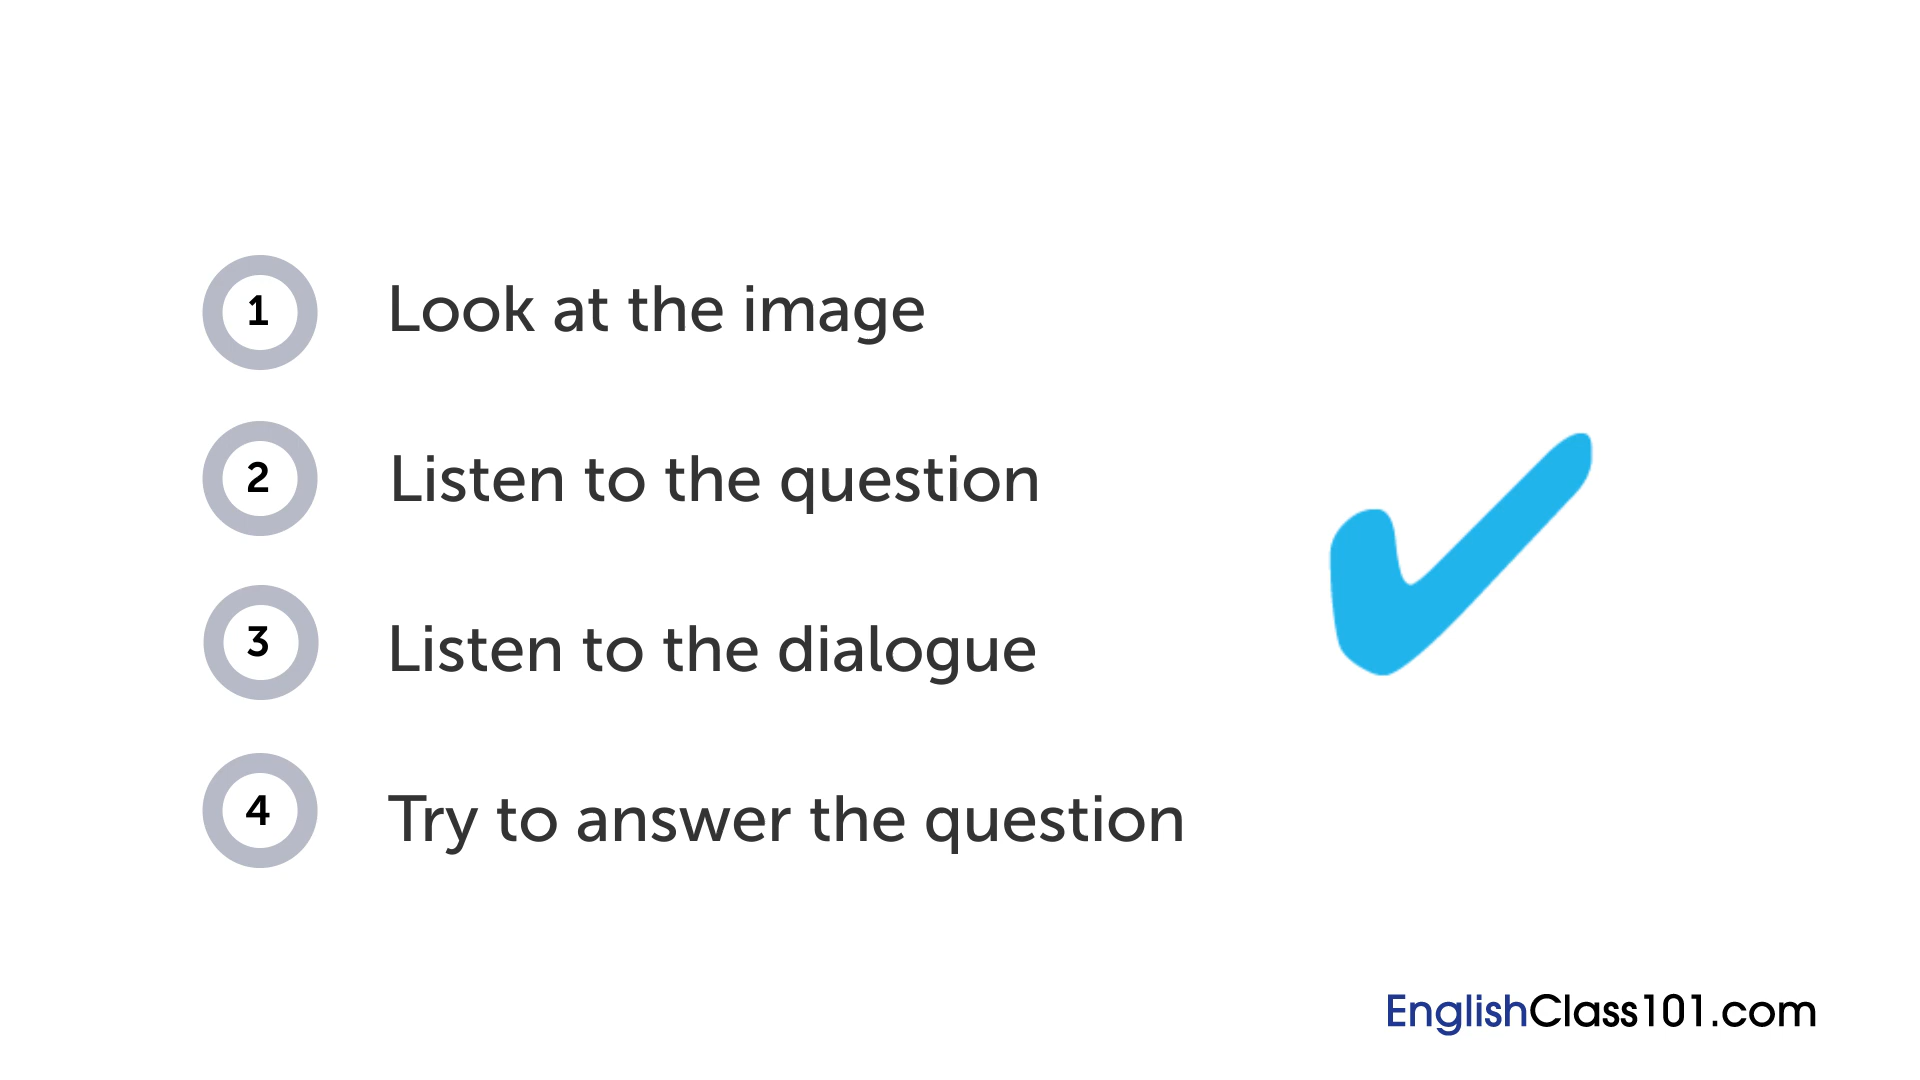 1 Look at the image
2 Listen to the question
3 Listen to the dialogue
4 Try to answer the question
EnglishClass101.com